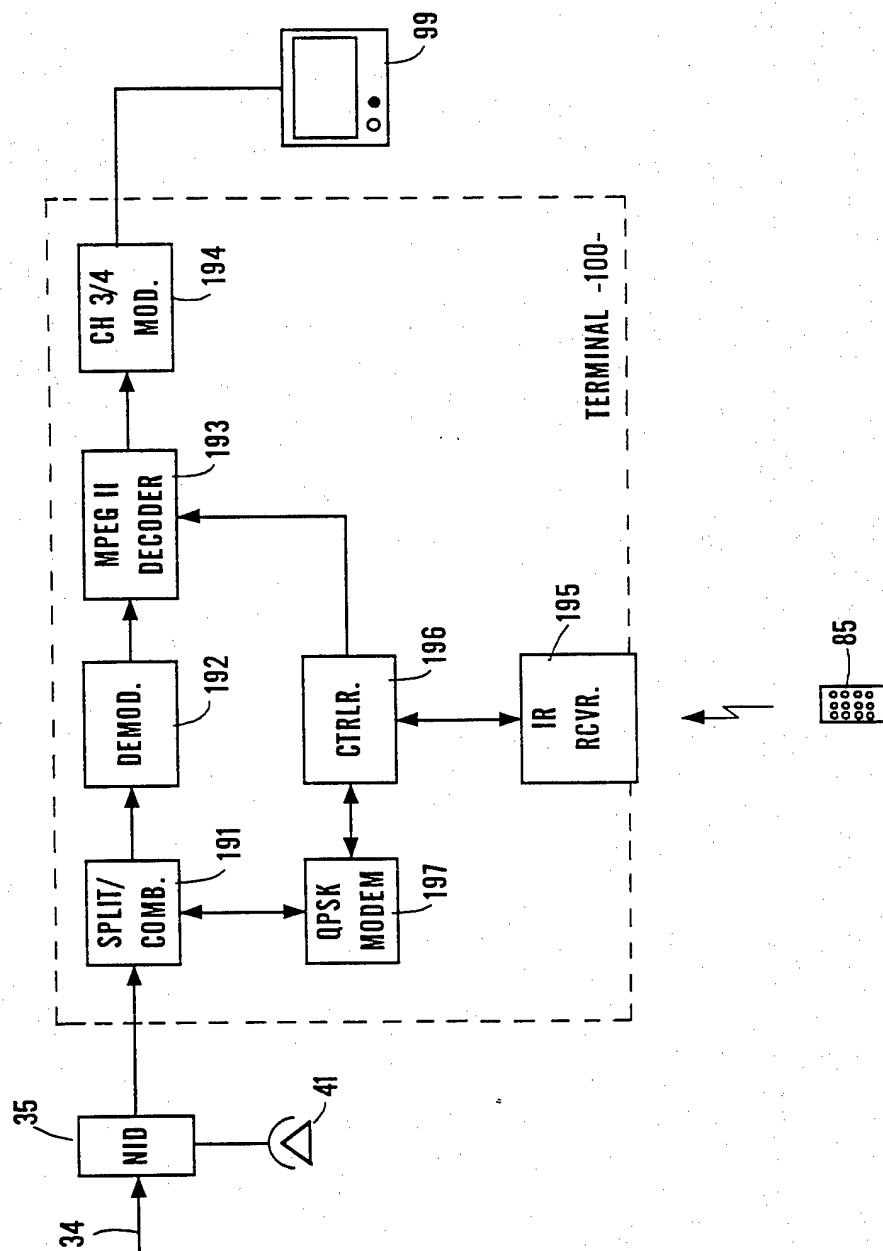 34
35
NID
41
SPLIT/
COMB.
191
DEMOD.
192
MPEG II
DECODER
193
CH 3/4
MOD.
194
99
QPSK
MODEM
197
CTRLR.
196
IR
RCVR.
195
TERMINAL -100-
85